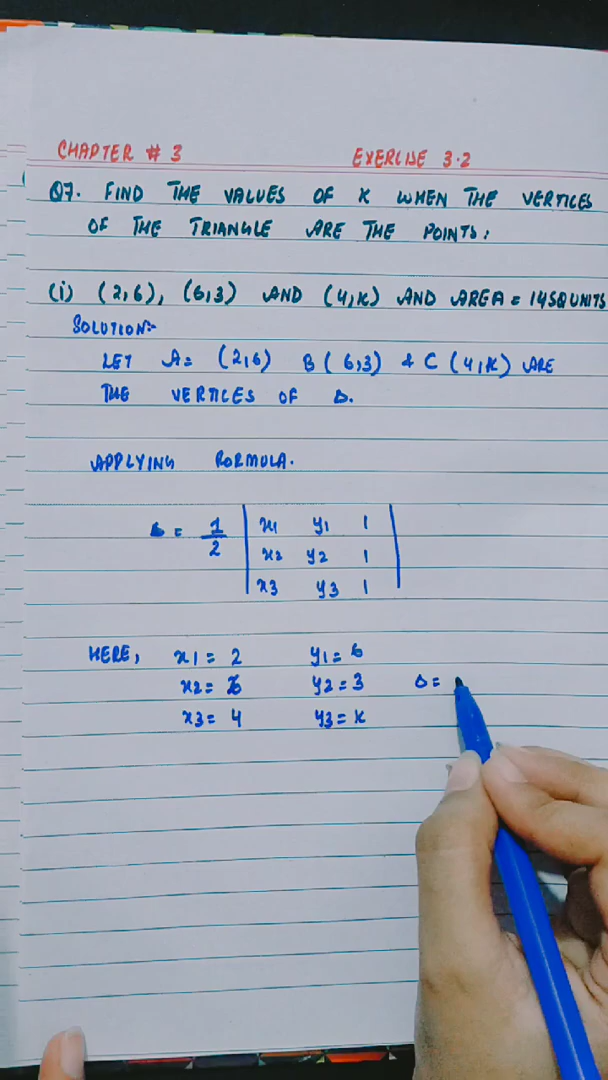 CHAPTER # 3 EXERCISE 3.2
Q7. FIND THE VALUES OF K WHEN THE VERTICES
OF THE TRIANGLE ARE THE POINTS:
(i) (2,6), (6,3) AND (4,K) AND AREA = 14 SQ UNITS
SOLUTION:-
LET A= (2,6) B (6,3) & C (4,K) ARE
THE VERTICES OF Δ.
APPLYING FORMULA.
Δ = 1/2 | x1 y1 1
x2 y2 1
x3 y3 1 |
HERE, x1 = 2 y1 = 6
x2 = 6 y2 = 3 Δ =
x3 = 4 y3 = K